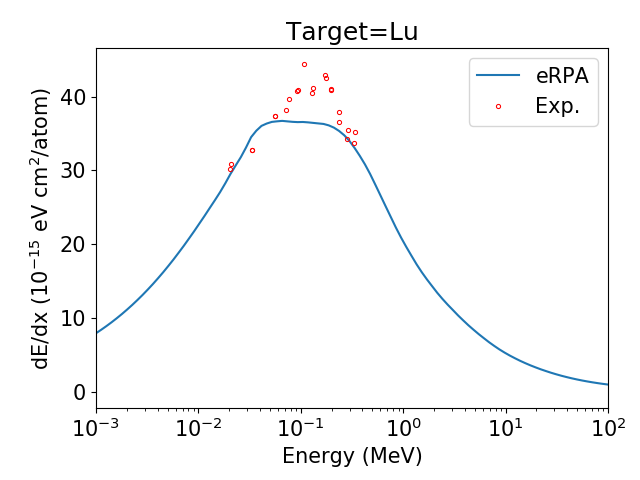 Target=Lu
eRPA
Exp.
dE/dx (10⁻¹⁵ eV cm²/atom)
40
30
20
10
0
10⁻³ 10⁻² 10⁻¹ 10⁰ 10¹ 10²
Energy (MeV)